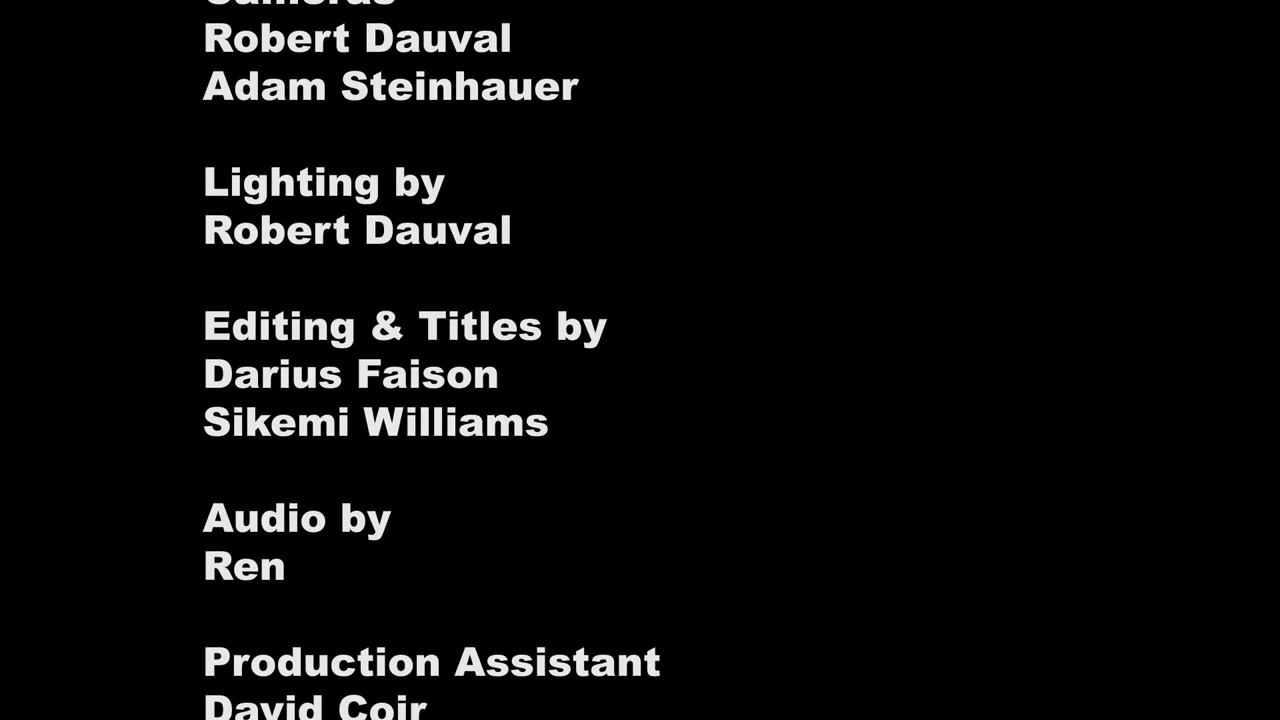 Cameras
Robert Dauval
Adam Steinhauer
Lighting by
Robert Dauval
Editing & Titles by
Darius Faison
Sikemi Williams
Audio by
Ren
Production Assistant
David Coir